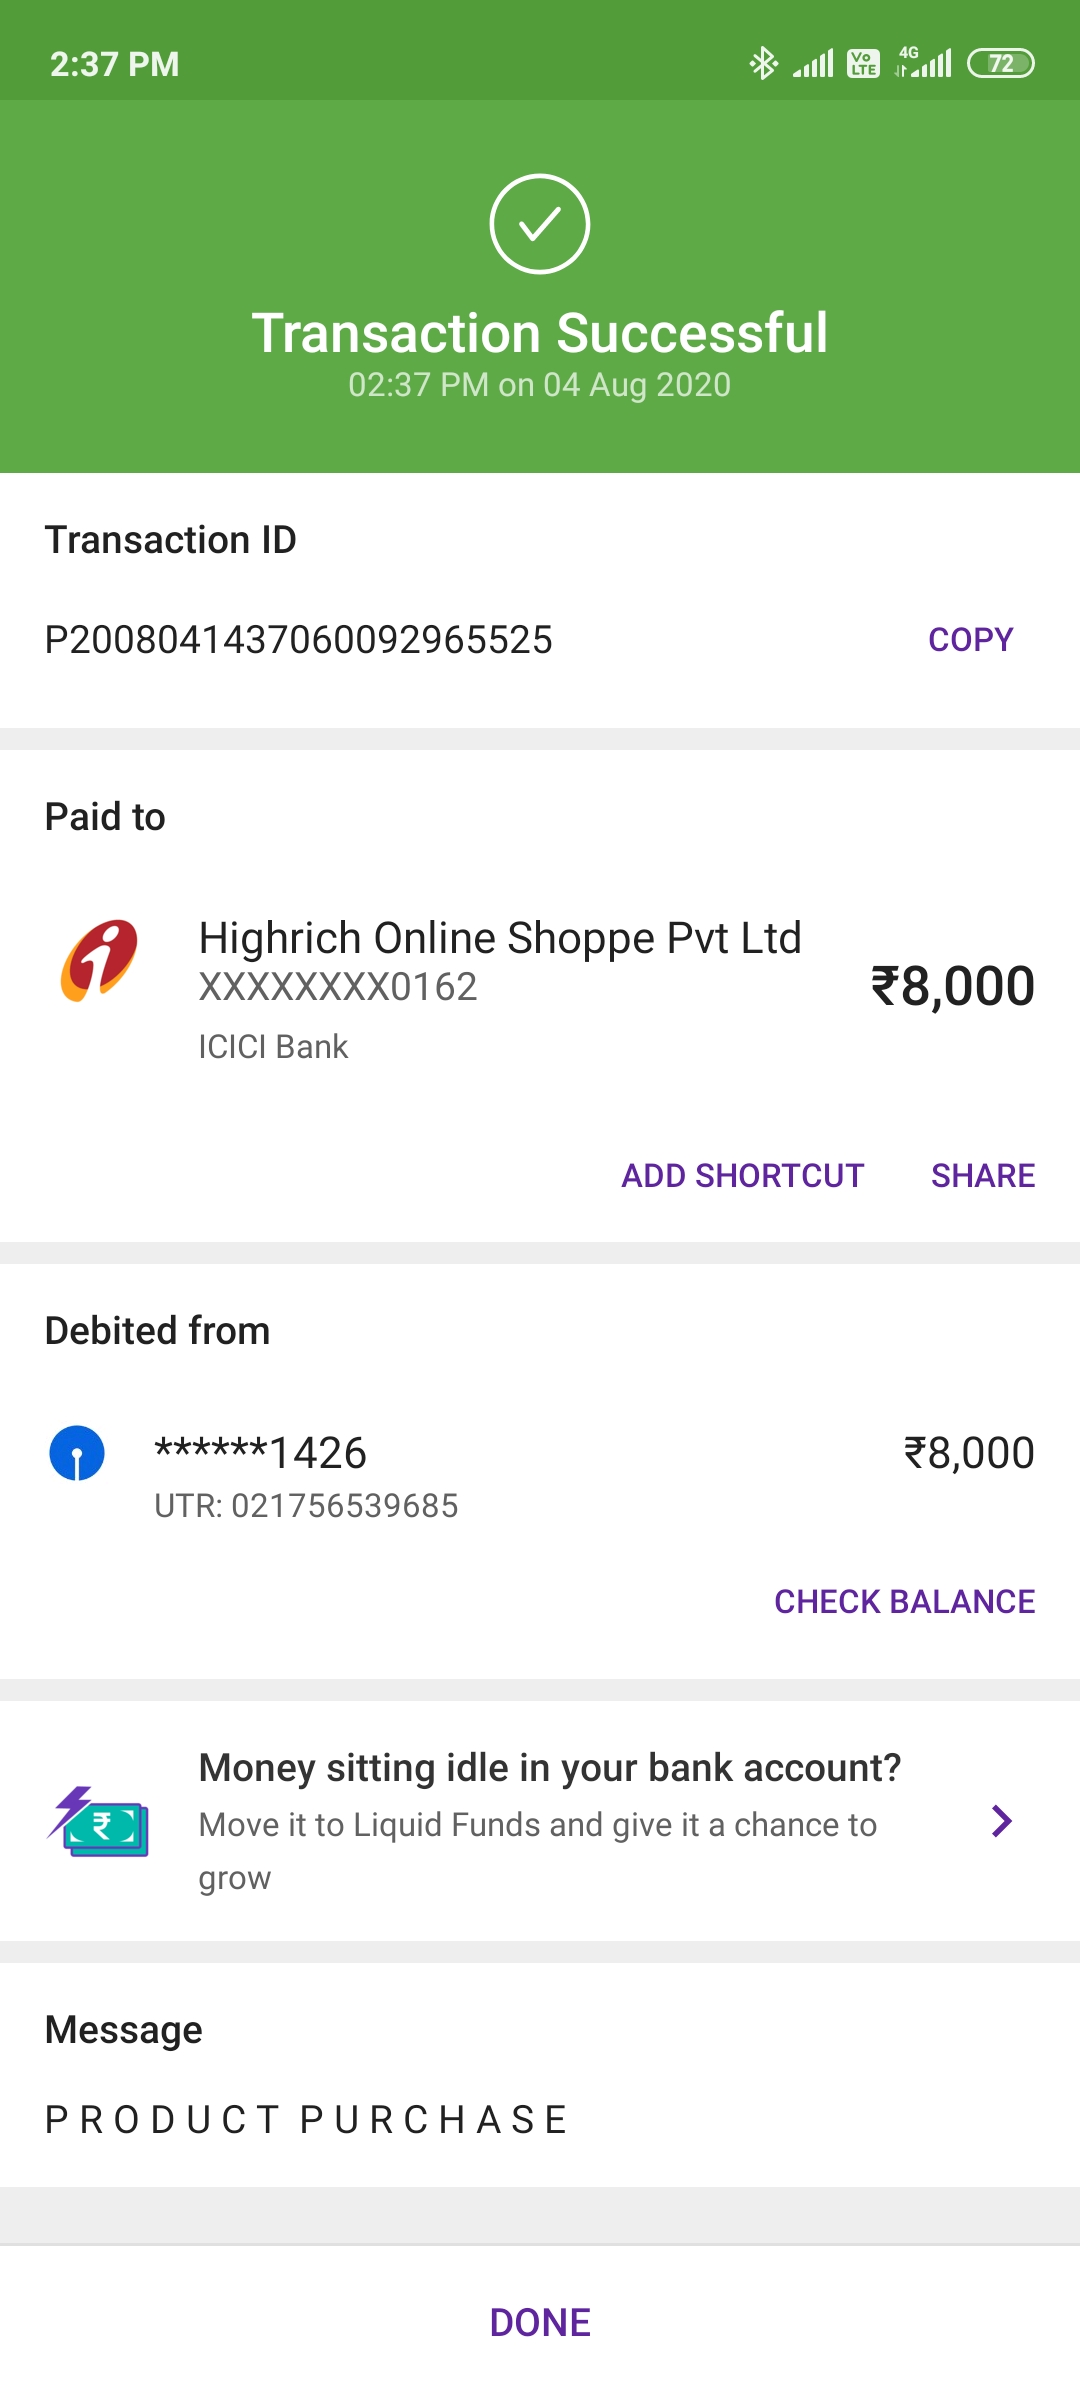 2:37 PM
Vo LTE 4G 72
Transaction Successful
02:37 PM on 04 Aug 2020
Transaction ID
P2008041437060092965525 COPY
Paid to
Highrich Online Shoppe Pvt Ltd
XXXXXXXX0162
₹8,000
ICICI Bank
ADD SHORTCUT SHARE
Debited from
******1426 ₹8,000
UTR: 021756539685
CHECK BALANCE
Money sitting idle in your bank account?
Move it to Liquid Funds and give it a chance to
grow
Message
P R O D U C T  P U R C H A S E
DONE